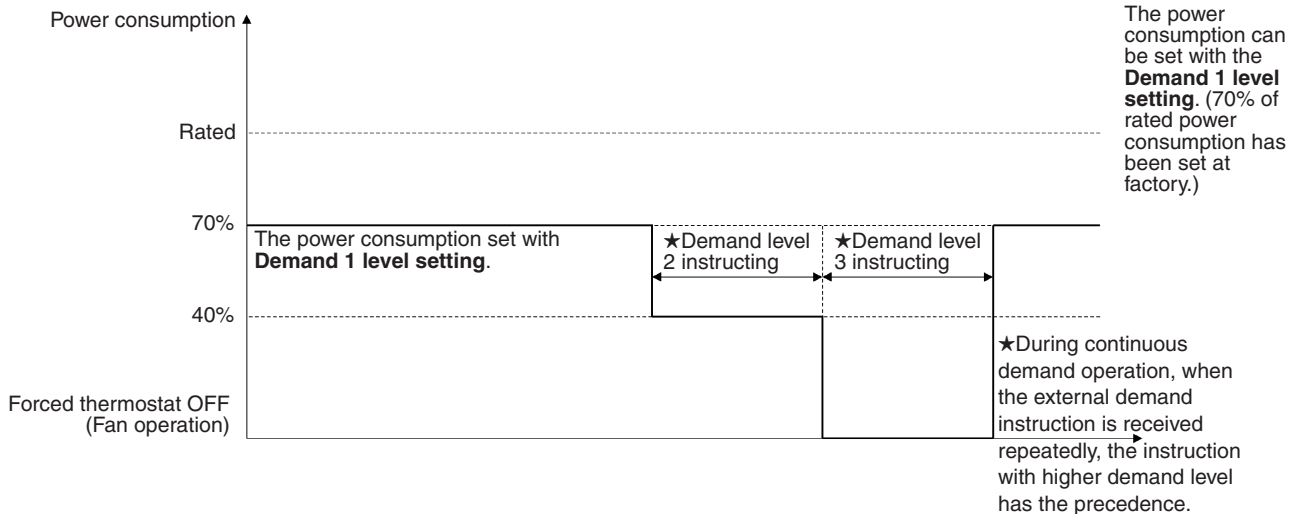 Power consumption
The power
consumption can
be set with the
Demand 1 level
setting. (70% of
rated power
consumption has
been set at
factory.)
Rated
70%
The power consumption set with
Demand 1 level setting.
★Demand level
2 instructing
★Demand level
3 instructing
40%
★During continuous
demand operation, when
the external demand
instruction is received
repeatedly, the instruction
with higher demand level
has the precedence.
Forced thermostat OFF
(Fan operation)